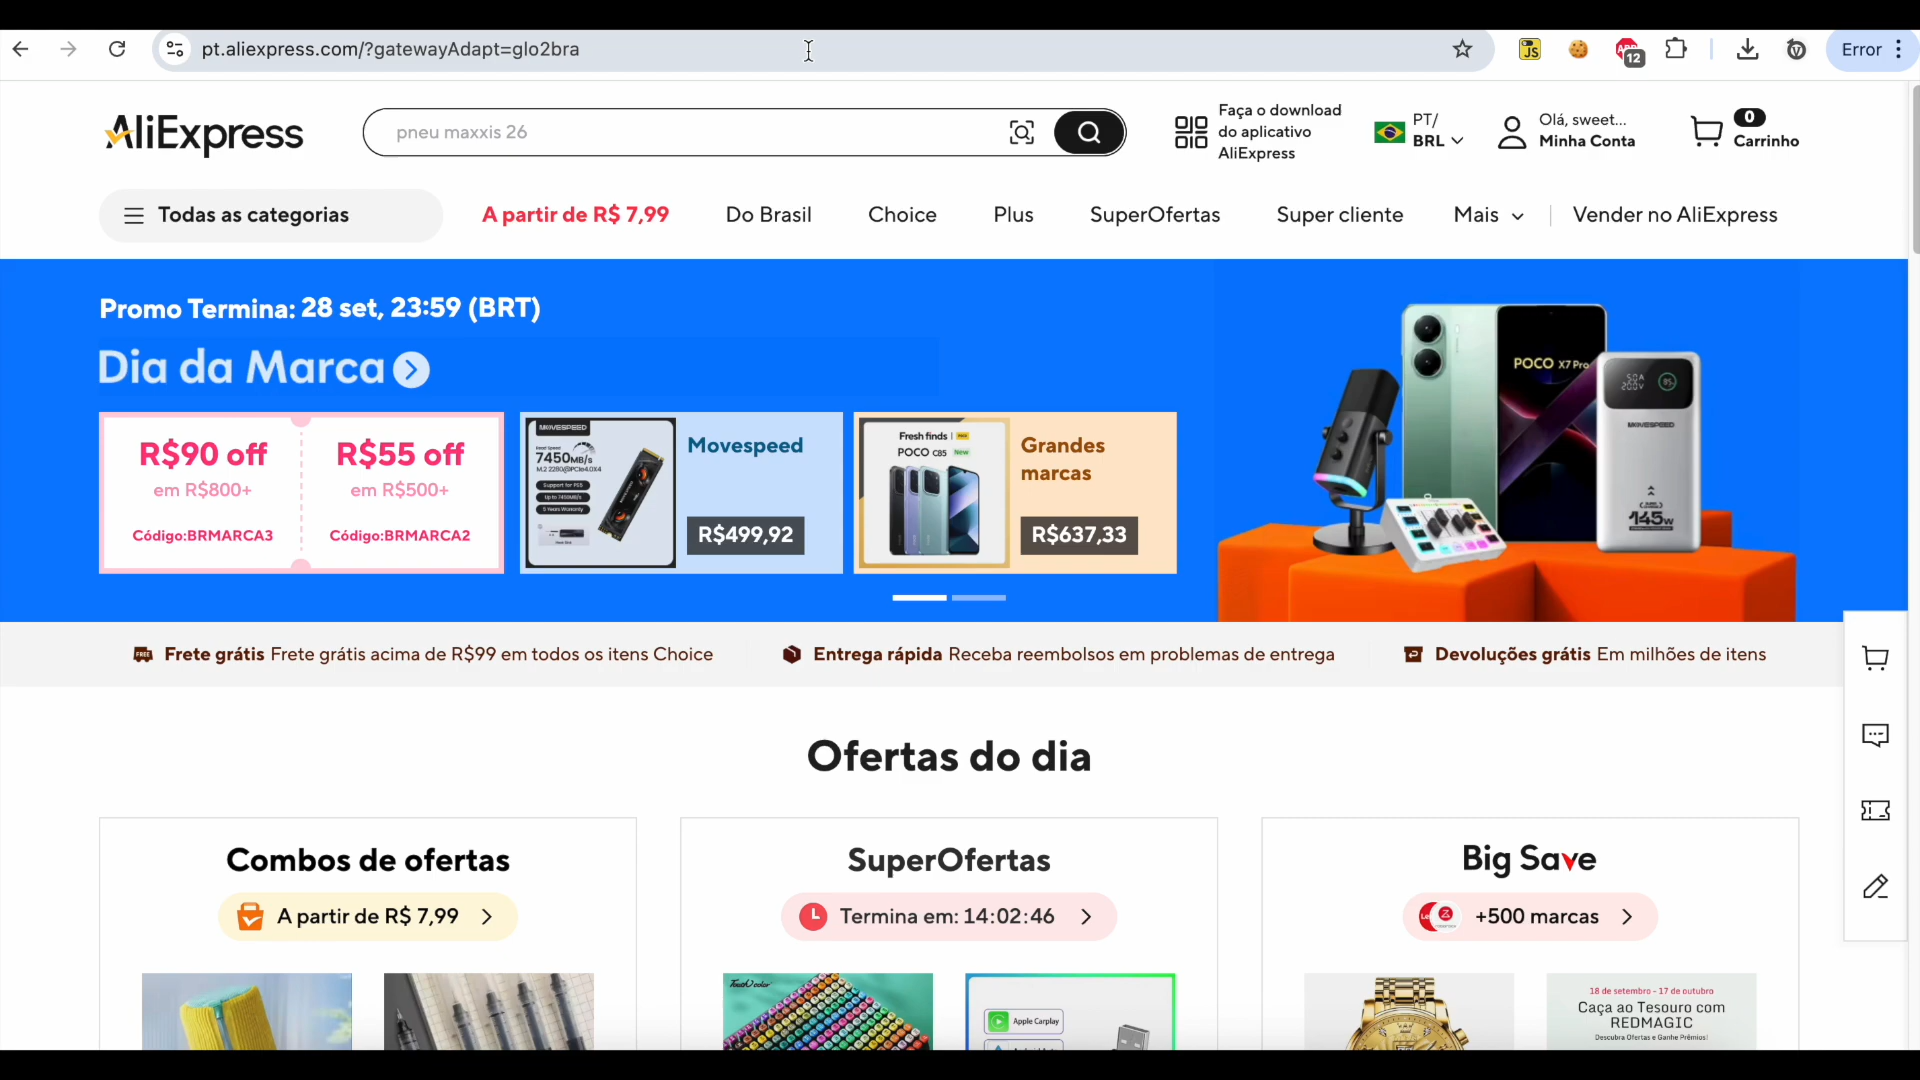 pt.aliexpress.com/?gatewayAdapt=glo2bra
JS
ABP
12
Error
AliExpress
pneu maxxis 26
Faça o download
do aplicativo
AliExpress
PT/
BRL
Olá, sweet...
Minha Conta
0
Carrinho
Todas as categorias
A partir de R$ 7,99
Do Brasil
Choice
Plus
SuperOfertas
Super cliente
Mais
Vender no AliExpress
Promo Termina: 28 set, 23:59 (BRT)
Dia da Marca
R$90 off
em R$800+
Código:BRMARCA3
R$55 off
em R$500+
Código:BRMARCA2
MOVESPEED
7450MB/s
M.2 2280@PCIe4.0X4
Support for PS5
Up to 7450MB/s
5 Years Warranty
Movespeed
R$499,92
Fresh finds
POCO C85 New
Grandes
marcas
R$637,33
POCO X7 Pro
MOVESPEED
145W
FREE
Frete grátis Frete grátis acima de R$99 em todos os itens Choice
Entrega rápida Receba reembolsos em problemas de entrega
Devoluções grátis Em milhões de itens
Ofertas do dia
Combos de ofertas
A partir de R$ 7,99
SuperOfertas
Termina em: 14:02:46
Big Save
+500 marcas
TouchU color
Apple Carplay
18 de setembro - 17 de outubro
Caça ao Tesouro com
REDMAGIC
Descubra Ofertas e Ganhe Prêmios!